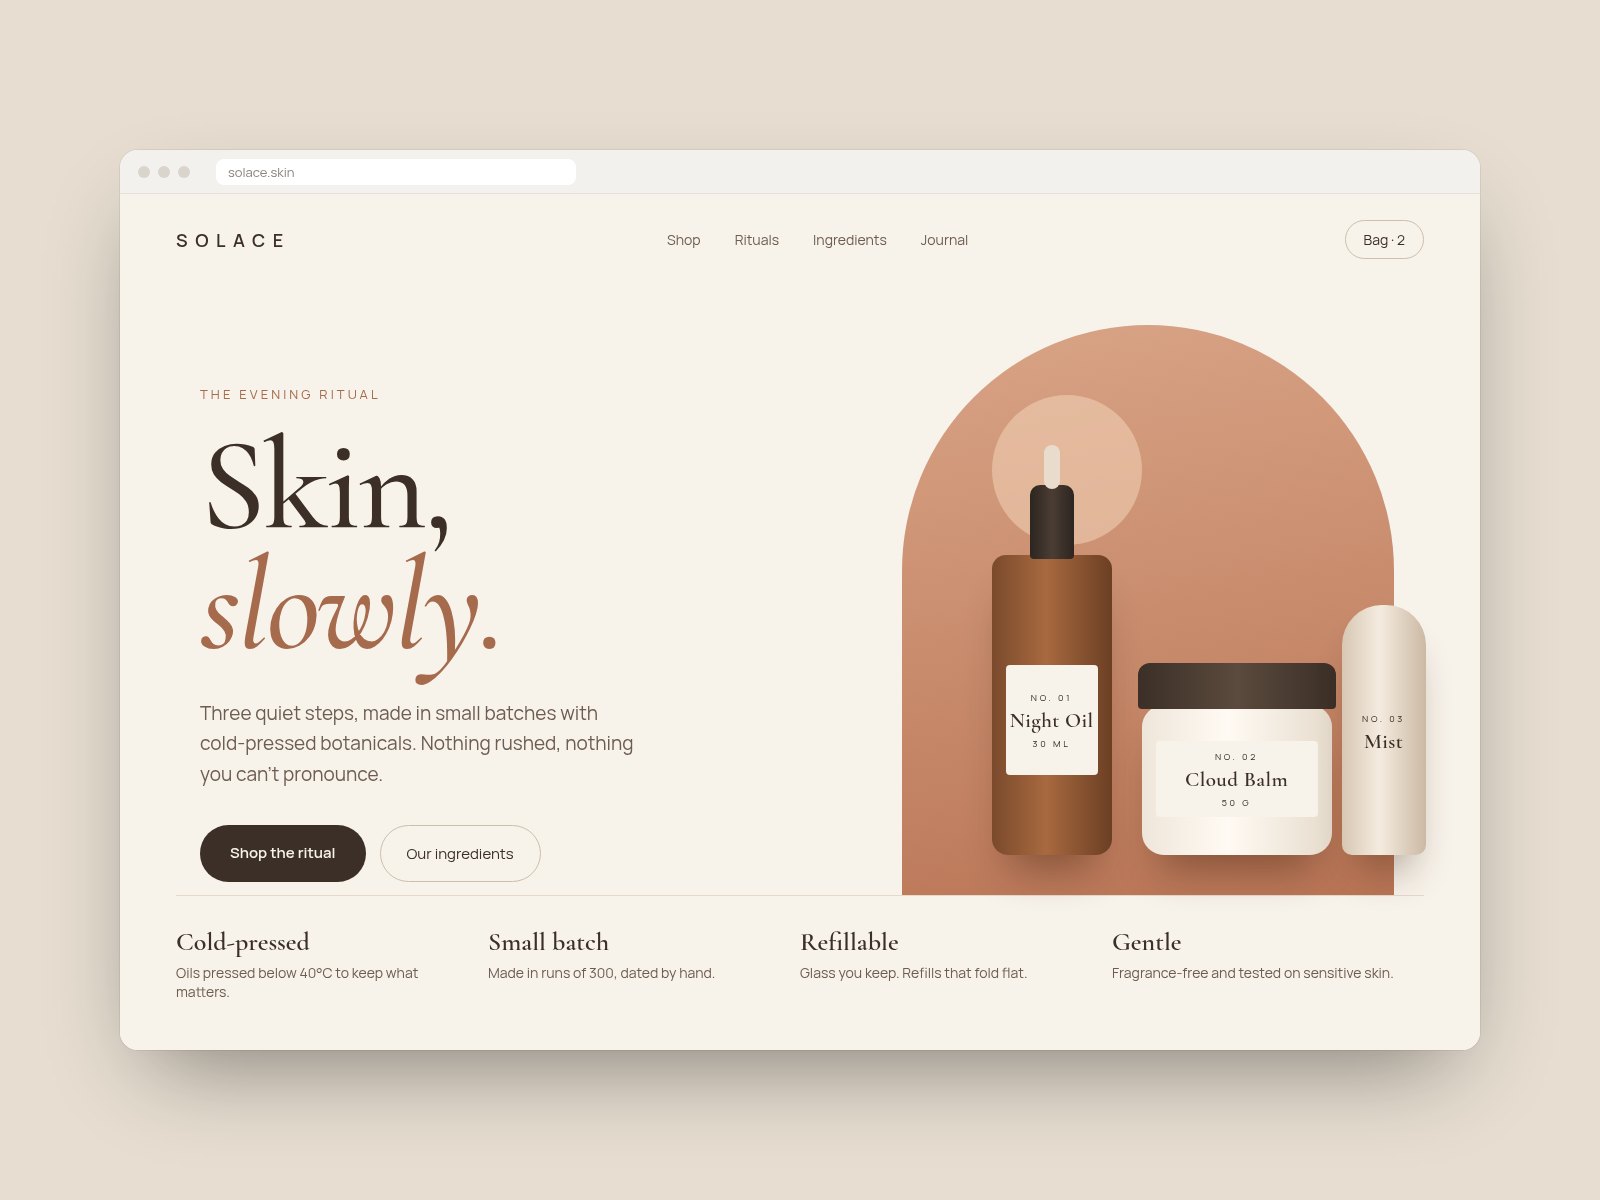 solace.skin
SOLACE
Shop
Rituals
Ingredients
Journal
Bag · 2
THE EVENING RITUAL
Skin,
slowly.
Three quiet steps, made in small batches with
cold-pressed botanicals. Nothing rushed, nothing
you can't pronounce.
Shop the ritual
Our ingredients
NO. 01
Night Oil
30 ML
NO. 02
Cloud Balm
50 G
NO. 03
Mist
Cold-pressed
Oils pressed below 40°C to keep what
matters.
Small batch
Made in runs of 300, dated by hand.
Refillable
Glass you keep. Refills that fold flat.
Gentle
Fragrance-free and tested on sensitive skin.